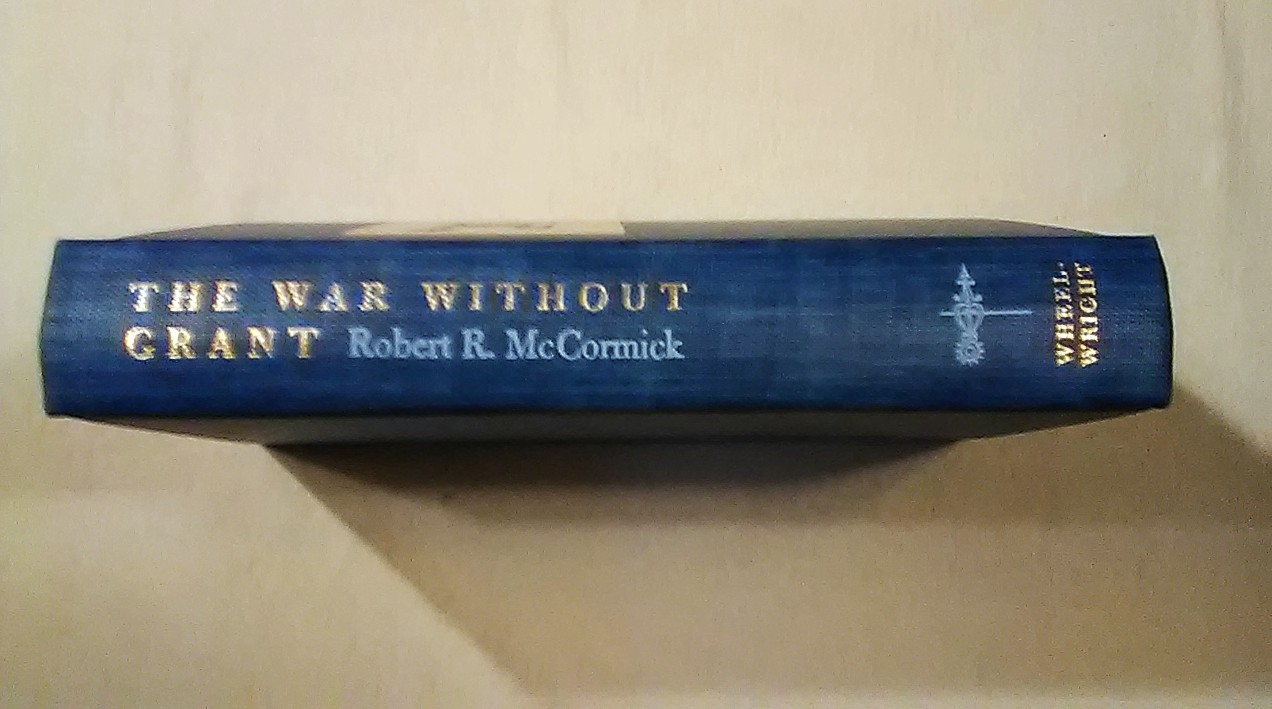 THE WAR WITHOUT
GRANT Robert R. McCormick
WHEEL-
WRIGHT